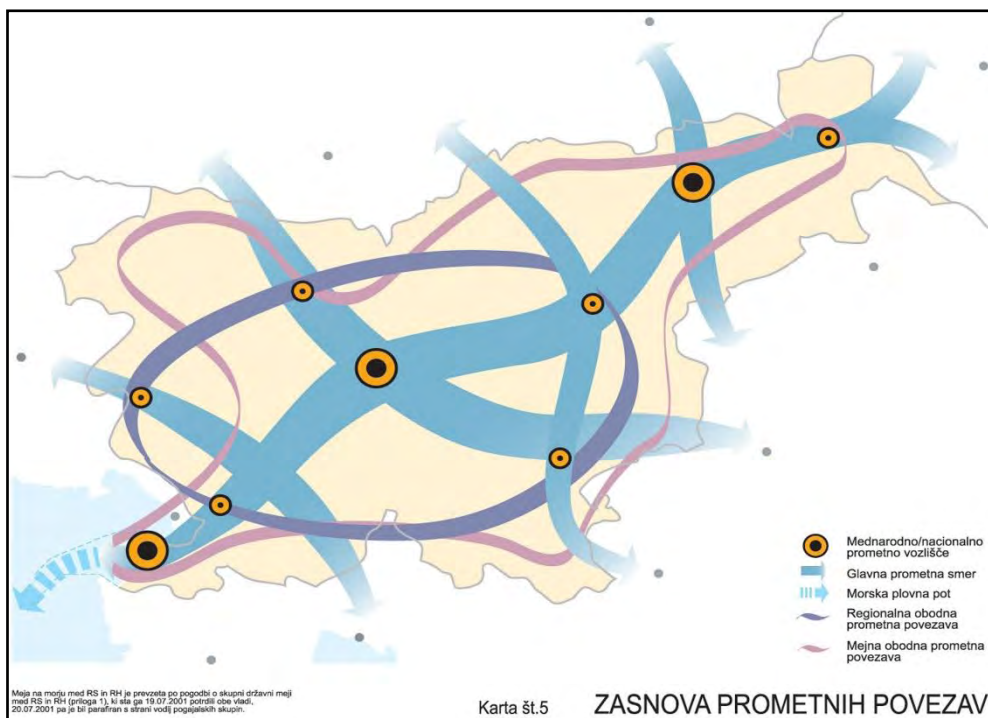 Mednarodno/nacionalno
prometno vozlišče
Glavna prometna smer
Morska plovna pot
Regionalna obodna
prometna povezava
Mejna obodna prometna
povezava
Meja na morju med RS in RH je prevzeta po pogodbi o skupni državni meji
med RS in RH (priloga 1), ki sta ga 19.07.2001 potrdili obe vladi,
20.07.2001 pa je bil parafiran s strani vodij pogajalskih skupin.
Karta št.5
ZASNOVA PROMETNIH POVEZAV